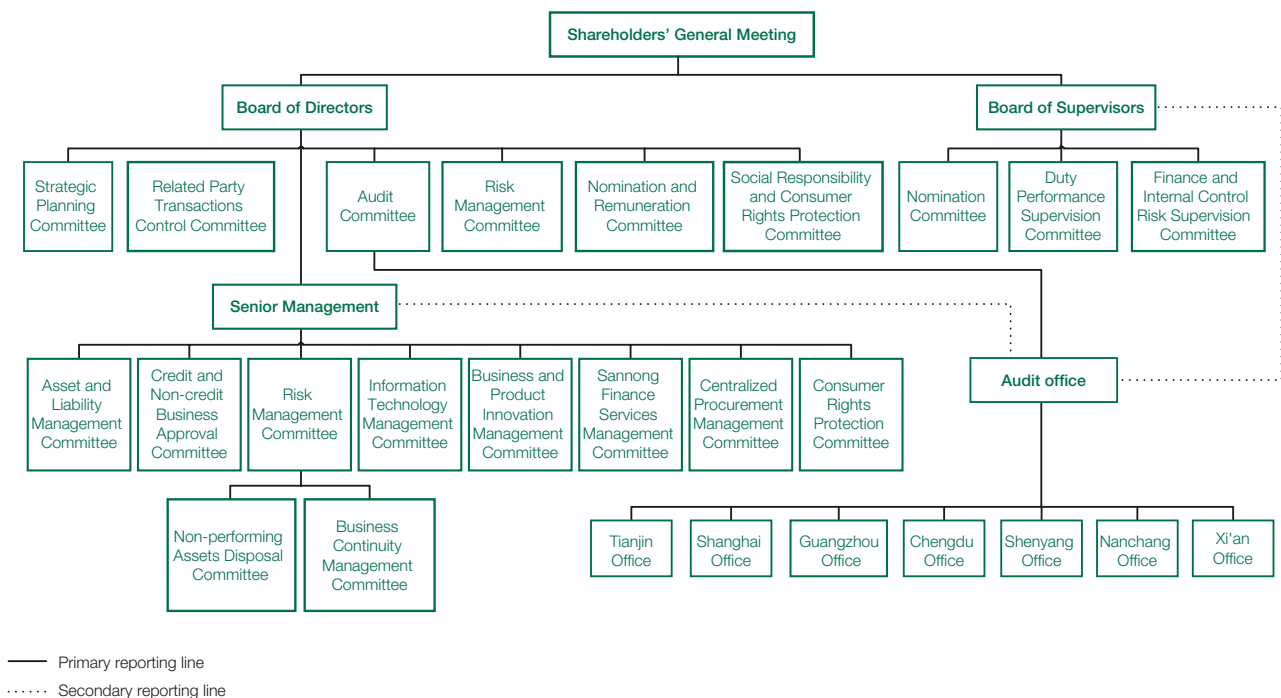 Shareholders' General Meeting
Board of Directors
Board of Supervisors
Strategic
Planning
Committee
Related Party
Transactions
Control Committee
Audit
Committee
Risk
Management
Committee
Nomination and
Remuneration
Committee
Social Responsibility
and Consumer
Rights Protection
Committee
Nomination
Committee
Duty
Performance
Supervision
Committee
Finance and
Internal Control
Risk Supervision
Committee
Senior Management
Audit office
Asset and
Liability
Management
Committee
Credit and
Non-credit
Business
Approval
Committee
Risk
Management
Committee
Information
Technology
Management
Committee
Business and
Product
Innovation
Management
Committee
Sannong
Finance
Services
Management
Committee
Centralized
Procurement
Management
Committee
Consumer
Rights
Protection
Committee
Non-performing
Assets Disposal
Committee
Business
Continuity
Management
Committee
Tianjin
Office
Shanghai
Office
Guangzhou
Office
Chengdu
Office
Shenyang
Office
Nanchang
Office
Xi'an
Office
Primary reporting line
Secondary reporting line